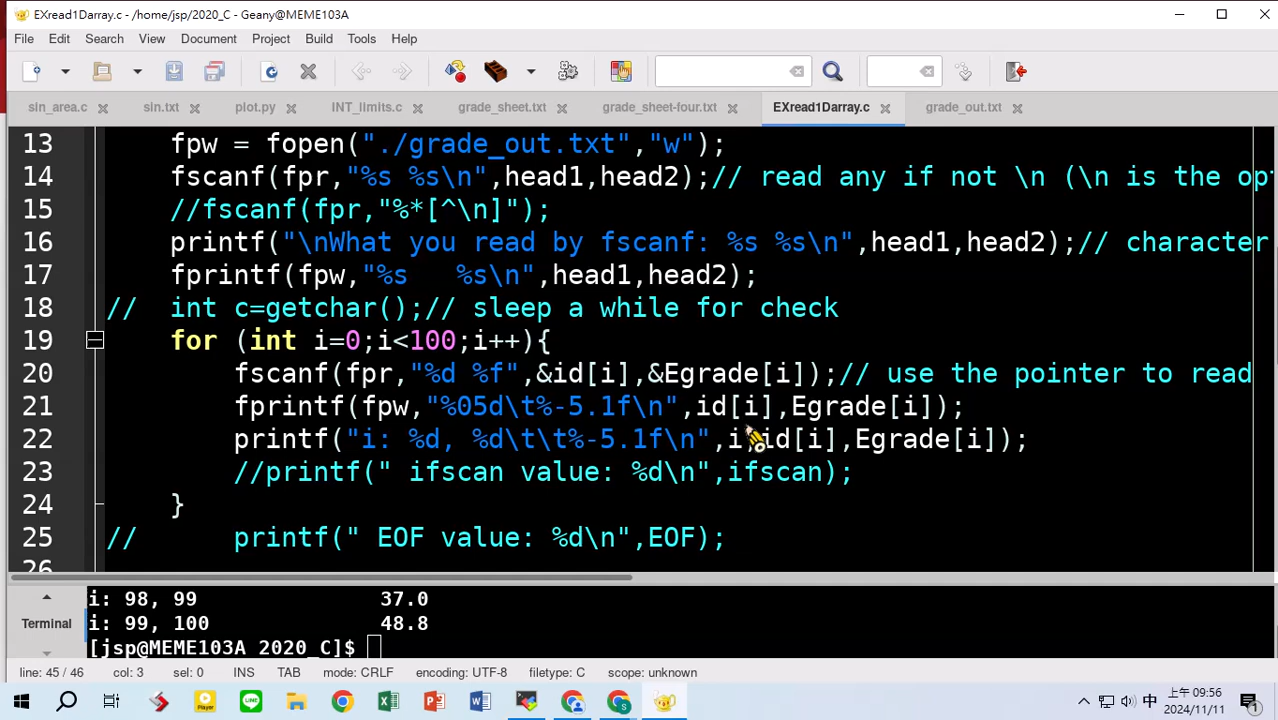 EXread1Darray.c - /home/jsp/2020_C - Geany@MEME103A
File Edit Search View Document Project Build Tools Help
sin_area.c sin.txt plot.py INT_limits.c grade_sheet.txt grade_sheet-four.txt EXread1Darray.c grade_out.txt
13 fpw = fopen("./grade_out.txt","w");
14 fscanf(fpr,"%s %s\n",head1,head2);// read any if not \n (\n is the opt
15 //fscanf(fpr,"%*[^\n]");
16 printf("\nWhat you read by fscanf: %s %s\n",head1,head2);// character
17 fprintf(fpw,"%s   %s\n",head1,head2);
18 //  int c=getchar();// sleep a while for check
19 for (int i=0;i<100;i++){
20 fscanf(fpr,"%d %f",&id[i],&Egrade[i]);// use the pointer to read
21 fprintf(fpw,"%05d\t%-5.1f\n",id[i],Egrade[i]);
22 printf("i: %d, %d\t\t%-5.1f\n",i,id[i],Egrade[i]);
23 //printf(" ifscan value: %d\n",ifscan);
24 }
25 //      printf(" EOF value: %d\n",EOF);
26
i: 98, 99 37.0
Terminal
i: 99, 100 48.8
[jsp@MEME103A 2020_C]$
line: 45 / 46 col: 3 sel: 0 INS TAB mode: CRLF encoding: UTF-8 filetype: C scope: unknown
Player LINE 中 上午 09:56
2024/11/11 1